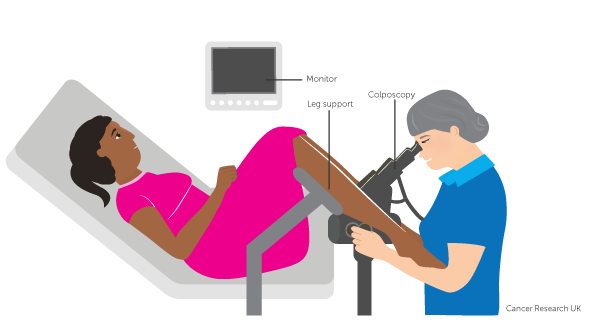 Monitor
Leg support
Colposcopy
Cancer Research UK